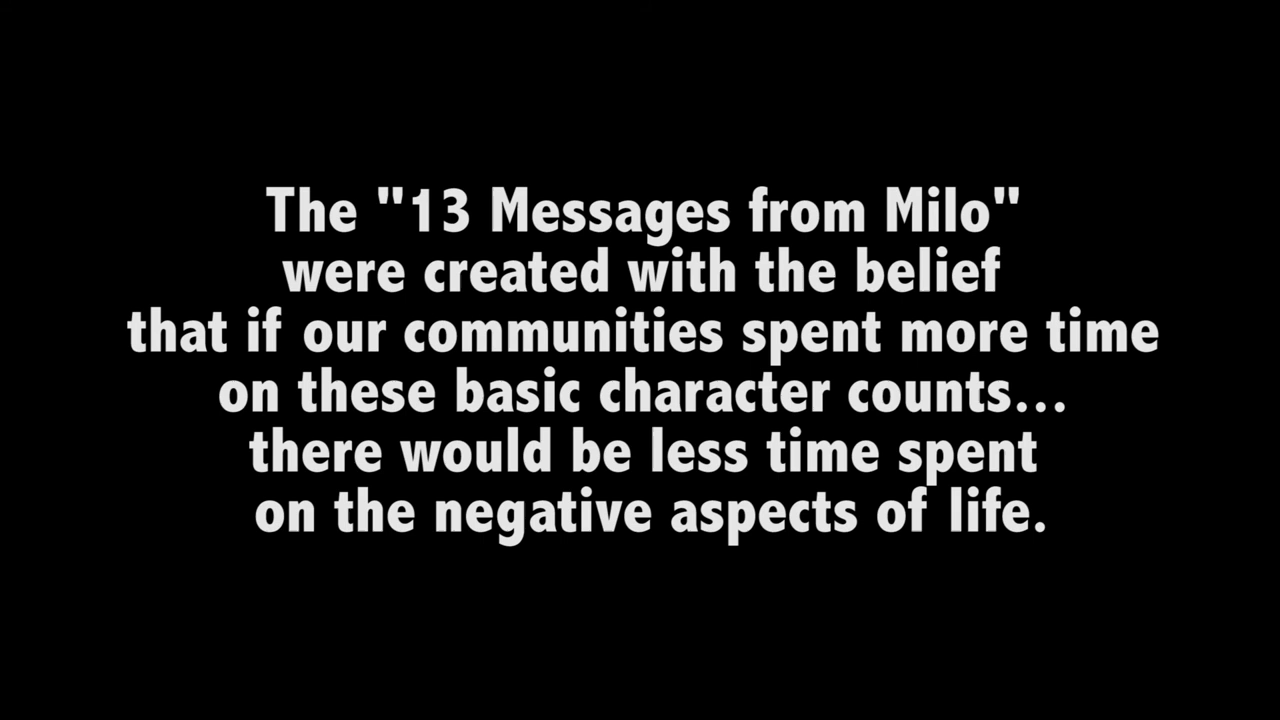 The "13 Messages from Milo"
were created with the belief
that if our communities spent more time
on these basic character counts...
there would be less time spent
on the negative aspects of life.